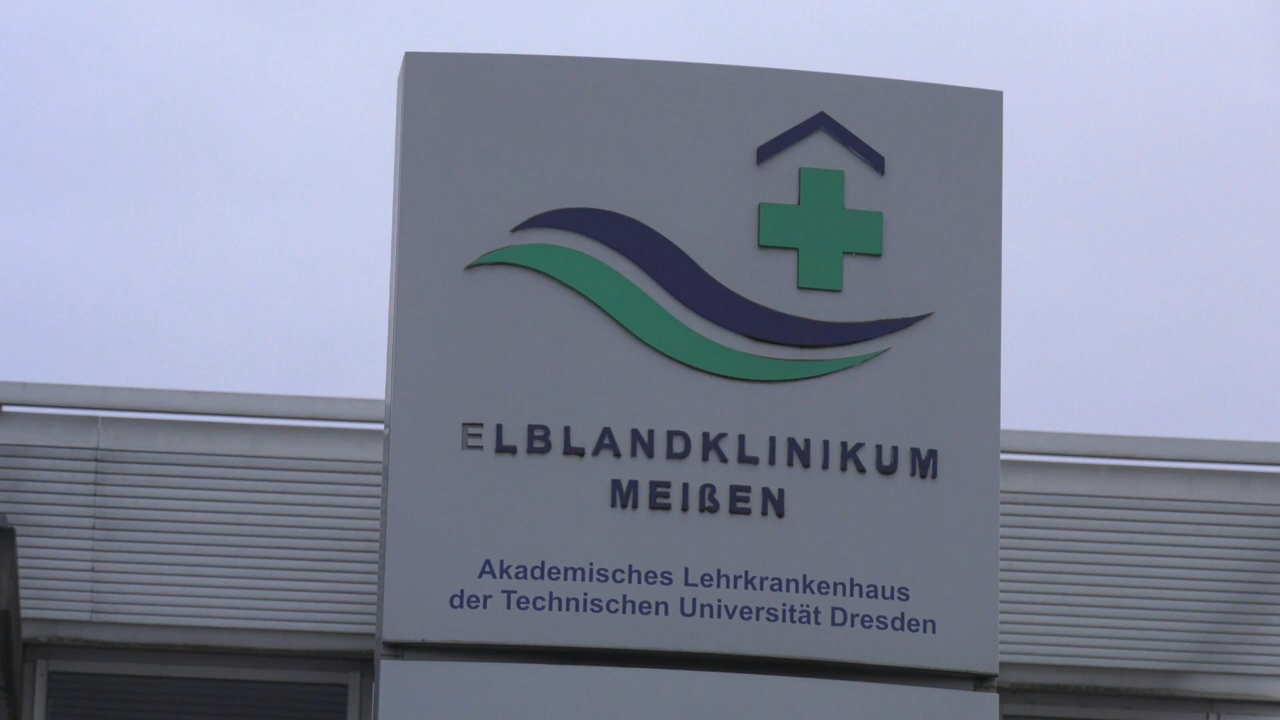 ELBLANDKLINIKUM
MEIßEN
Akademisches Lehrkrankenhaus
der Technischen Universität Dresden